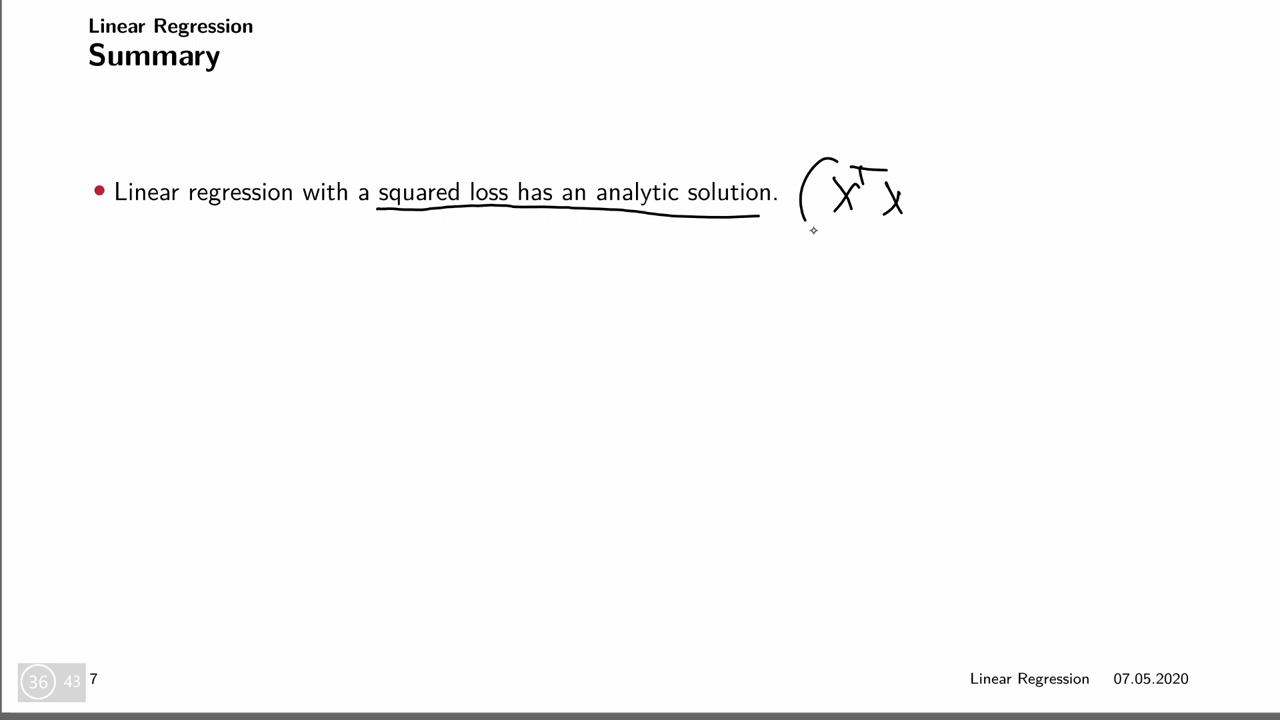 Linear Regression
Summary
• Linear regression with a squared loss has an analytic solution. (XᵀX
36 43 7 Linear Regression 07.05.2020